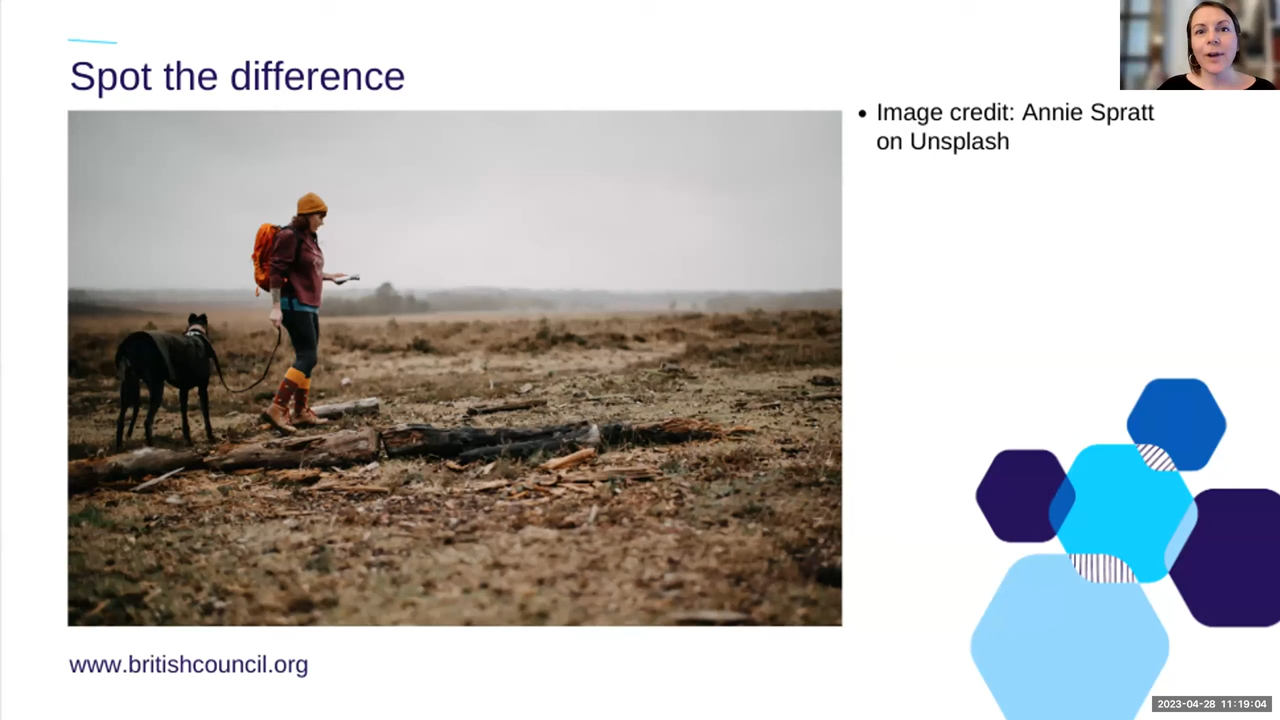 Spot the difference
• Image credit: Annie Spratt
on Unsplash
www.britishcouncil.org
2023-04-28 11:19:04